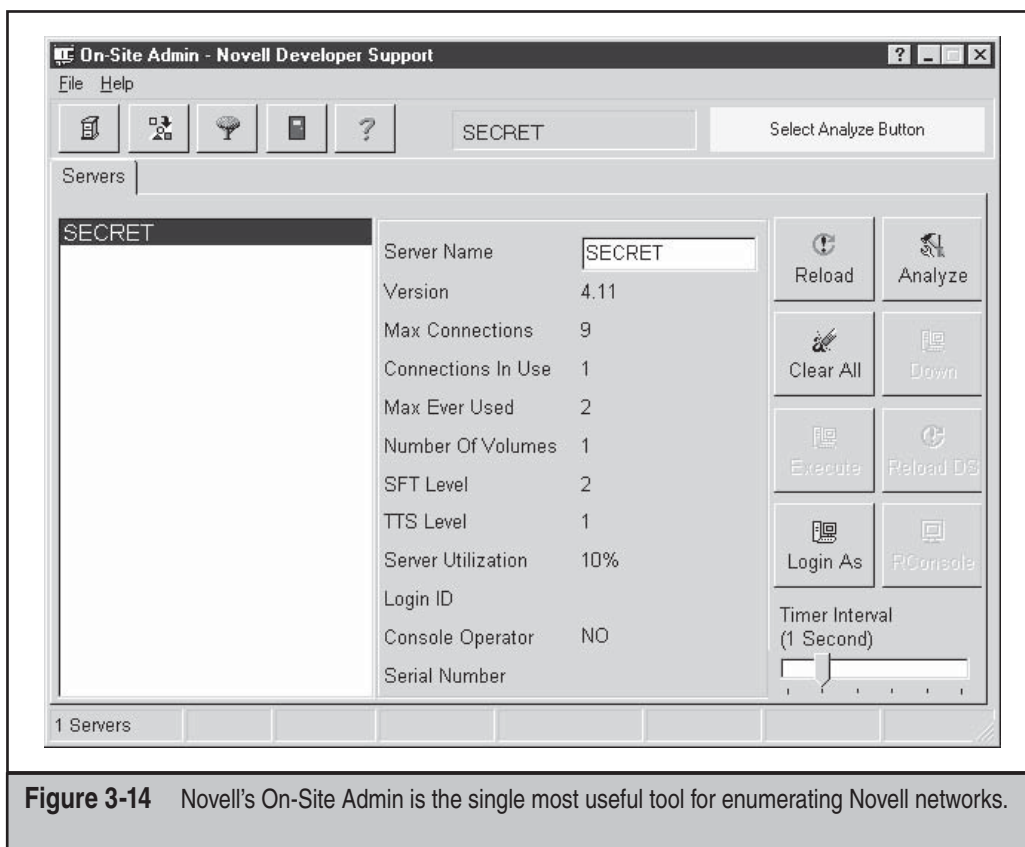 On-Site Admin - Novell Developer Support
File Help
SECRET
Select Analyze Button
Servers
SECRET
Server Name SECRET
Version 4.11
Max Connections 9
Connections In Use 1
Max Ever Used 2
Number Of Volumes 1
SFT Level 2
TTS Level 1
Server Utilization 10%
Login ID
Console Operator NO
Serial Number
Reload Analyze
Clear All Down
Execute Reload DS
Login As RConsole
Timer Interval
(1 Second)
1 Servers
Figure 3-14 Novell's On-Site Admin is the single most useful tool for enumerating Novell networks.